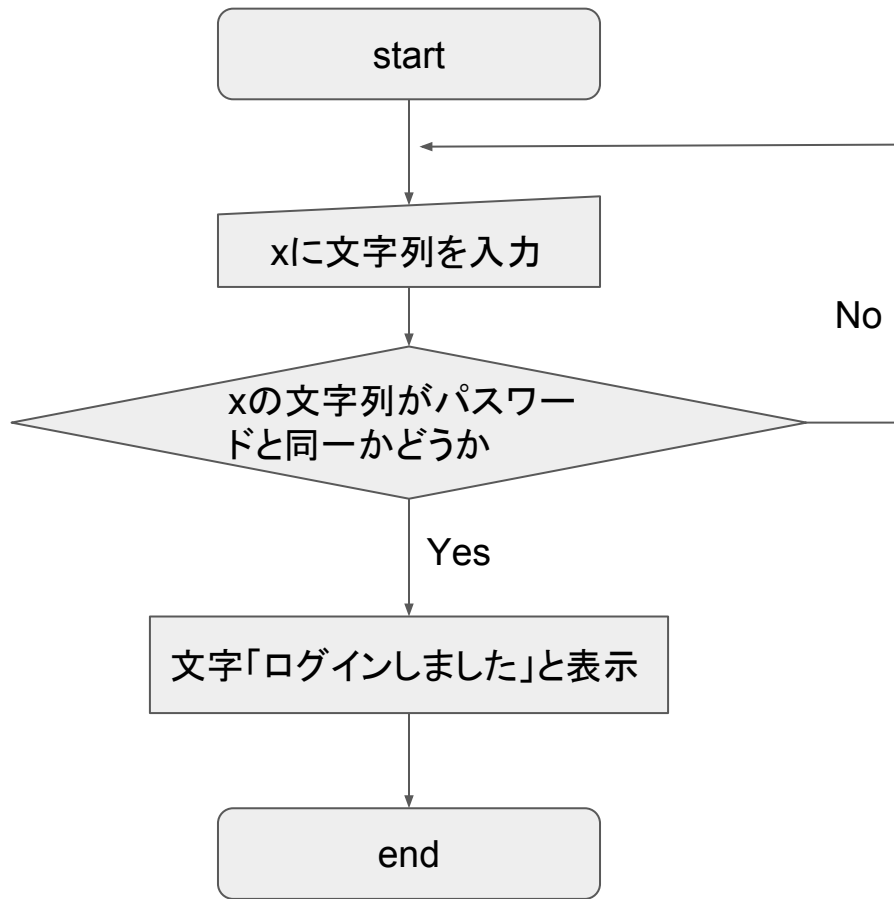 start
xに文字列を入力
No
xの文字列がパスワー
ドと同一かどうか
Yes
文字「ログインしました」と表示
end